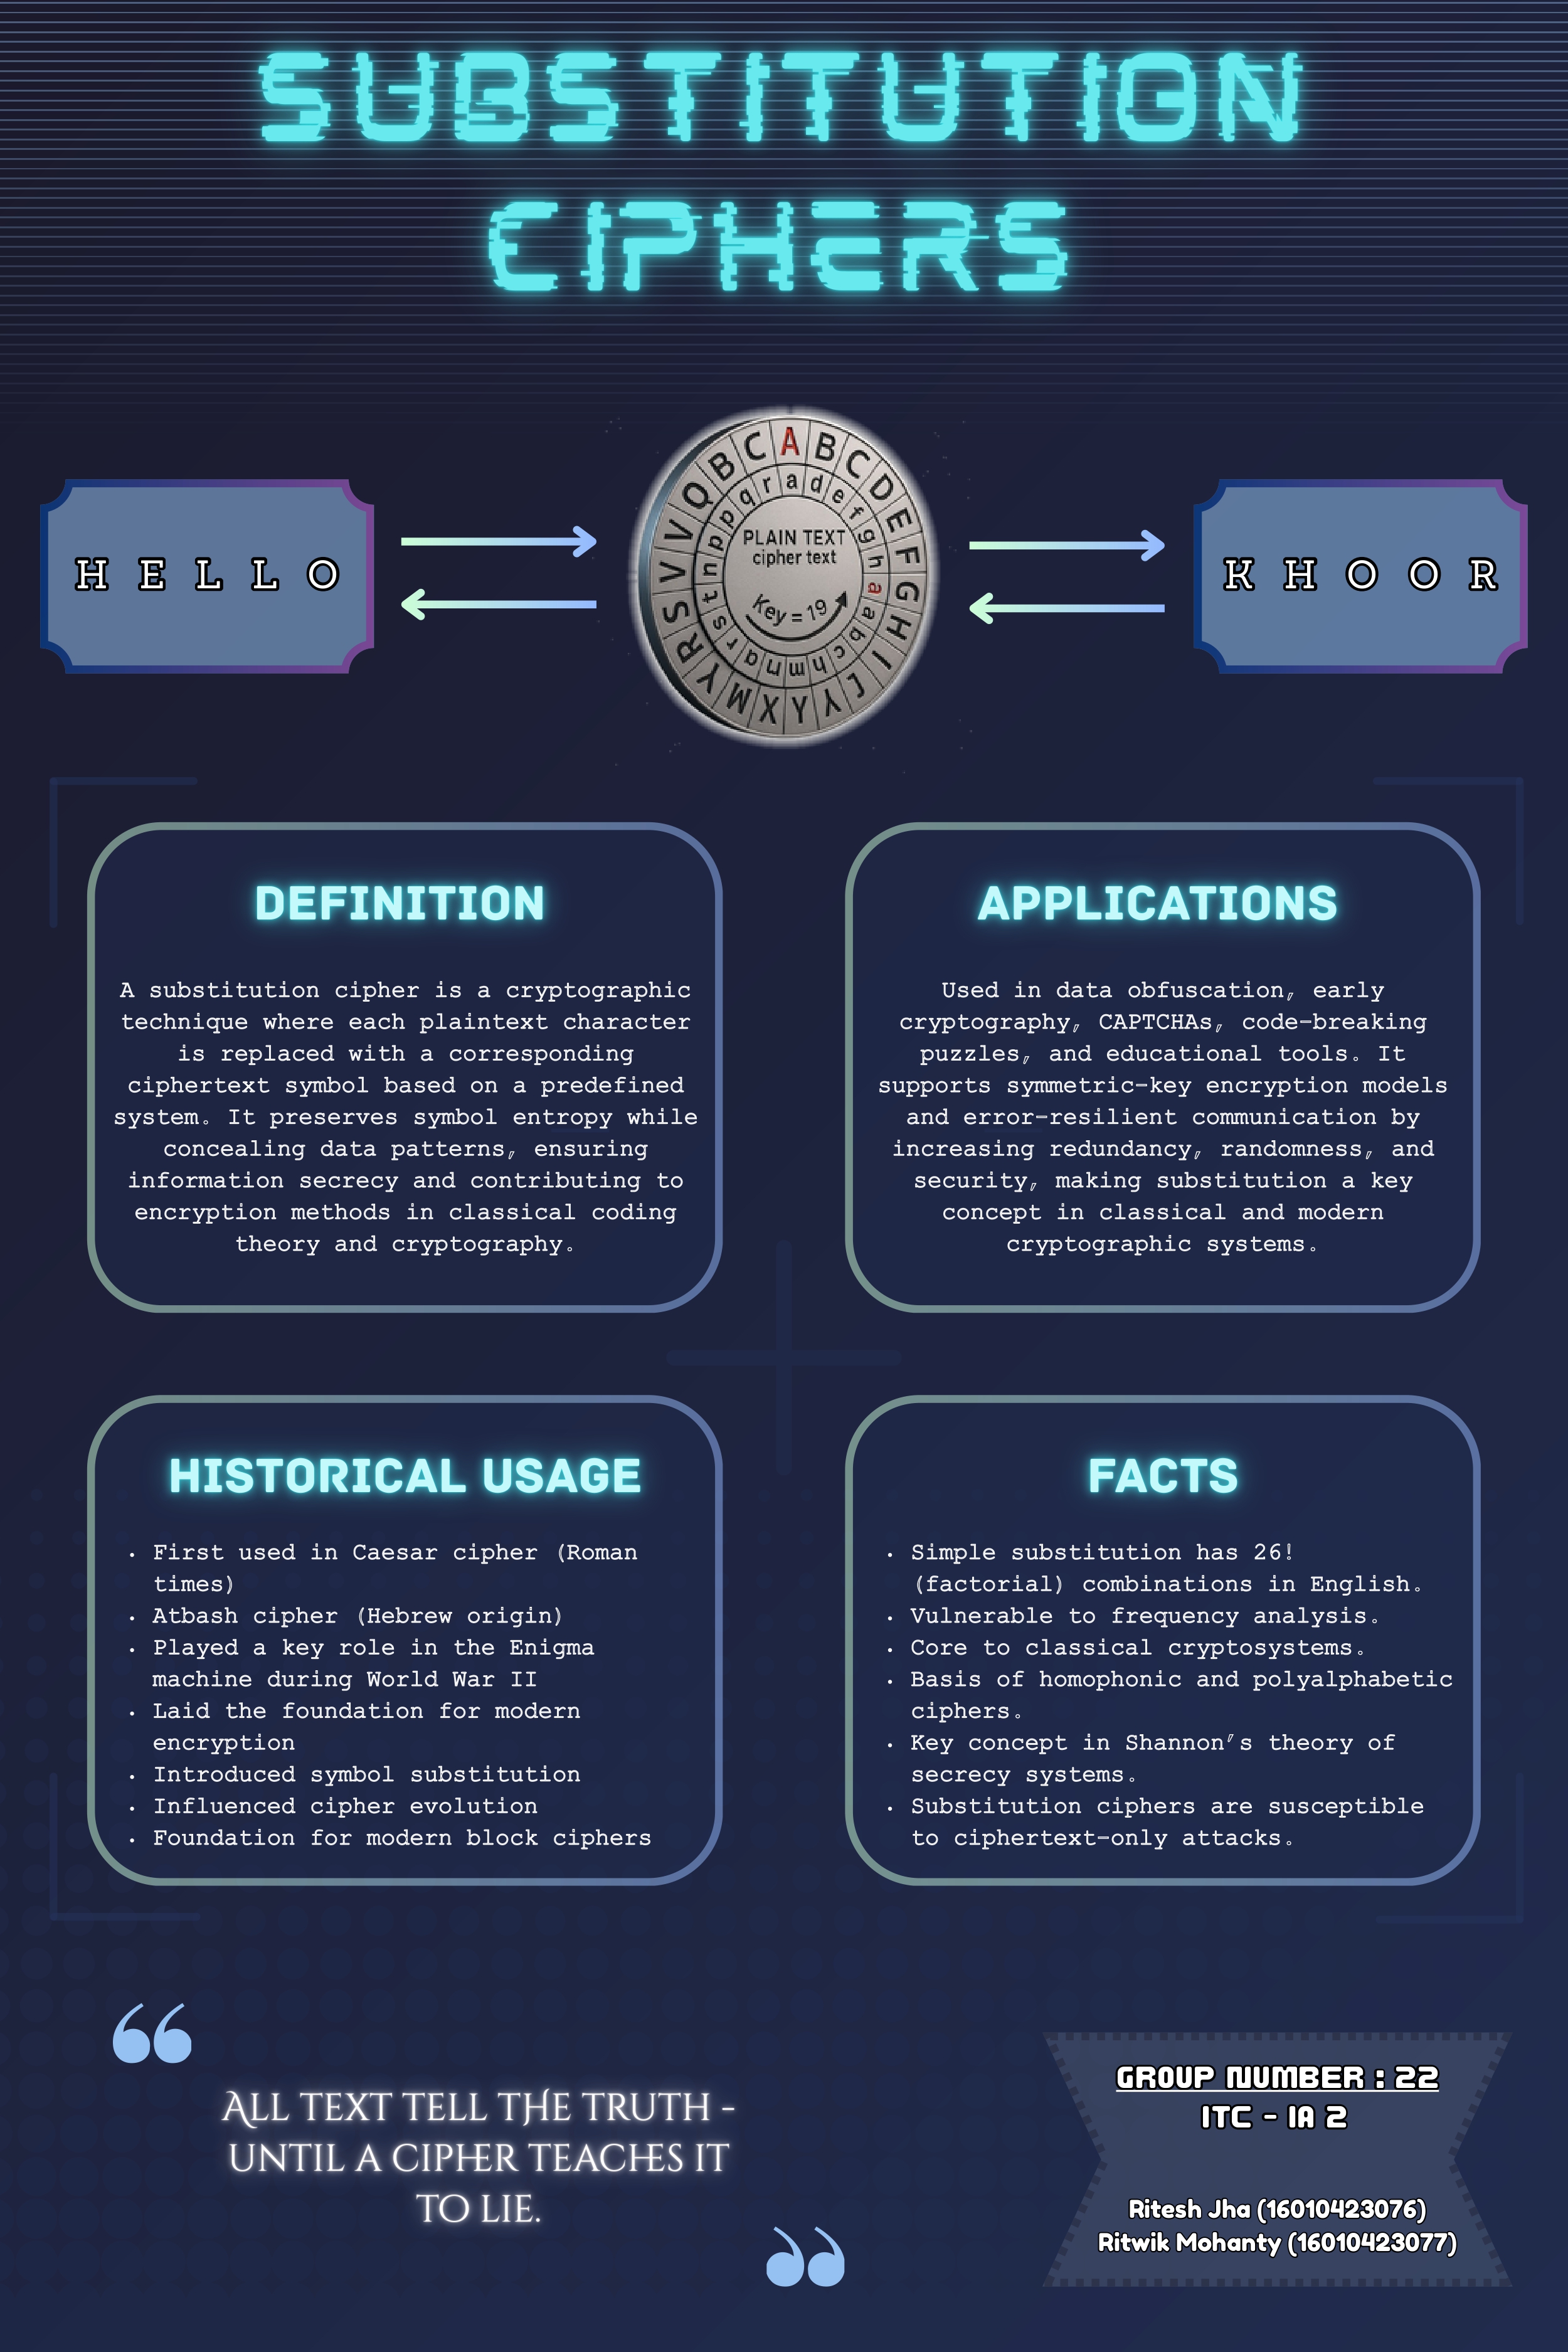 SUBSTITUTION
CIPHERS
H E L L O
PLAIN TEXT
cipher text
Key = 19
K H O O R
DEFINITION
A substitution cipher is a cryptographic
technique where each plaintext character
is replaced with a corresponding
ciphertext symbol based on a predefined
system. It preserves symbol entropy while
concealing data patterns, ensuring
information secrecy and contributing to
encryption methods in classical coding
theory and cryptography.
APPLICATIONS
Used in data obfuscation, early
cryptography, CAPTCHAs, code-breaking
puzzles, and educational tools. It
supports symmetric-key encryption models
and error-resilient communication by
increasing redundancy, randomness, and
security, making substitution a key
concept in classical and modern
cryptographic systems.
HISTORICAL USAGE
• First used in Caesar cipher (Roman
times)
• Atbash cipher (Hebrew origin)
• Played a key role in the Enigma
machine during World War II
• Laid the foundation for modern
encryption
• Introduced symbol substitution
• Influenced cipher evolution
• Foundation for modern block ciphers
FACTS
• Simple substitution has 26!
(factorial) combinations in English.
• Vulnerable to frequency analysis.
• Core to classical cryptosystems.
• Basis of homophonic and polyalphabetic
ciphers.
• Key concept in Shannon's theory of
secrecy systems.
• Substitution ciphers are susceptible
to ciphertext-only attacks.
ALL TEXT TELL THE TRUTH -
UNTIL A CIPHER TEACHES IT
TO LIE.
GROUP NUMBER : 22
ITC - IA 2
Ritesh Jha (16010423076)
Ritwik Mohanty (16010423077)